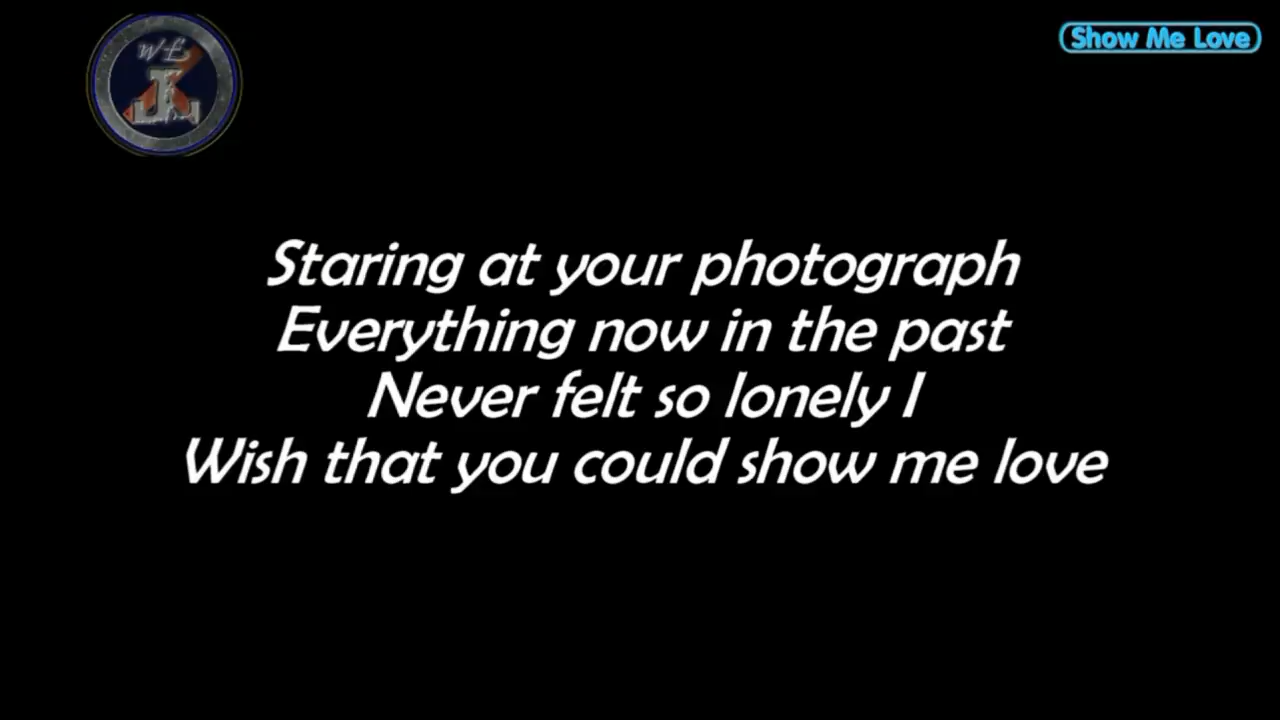 Show Me Love
Staring at your photograph
Everything now in the past
Never felt so lonely I
Wish that you could show me love